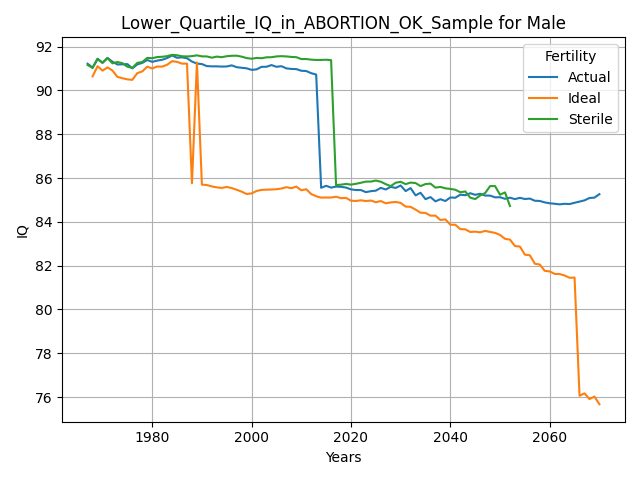 Lower_Quartile_IQ_in_ABORTION_OK_Sample for Male
Fertility
Actual
Ideal
Sterile
IQ
92
90
88
86
84
82
80
78
76
1980
2000
2020
2040
2060
Years